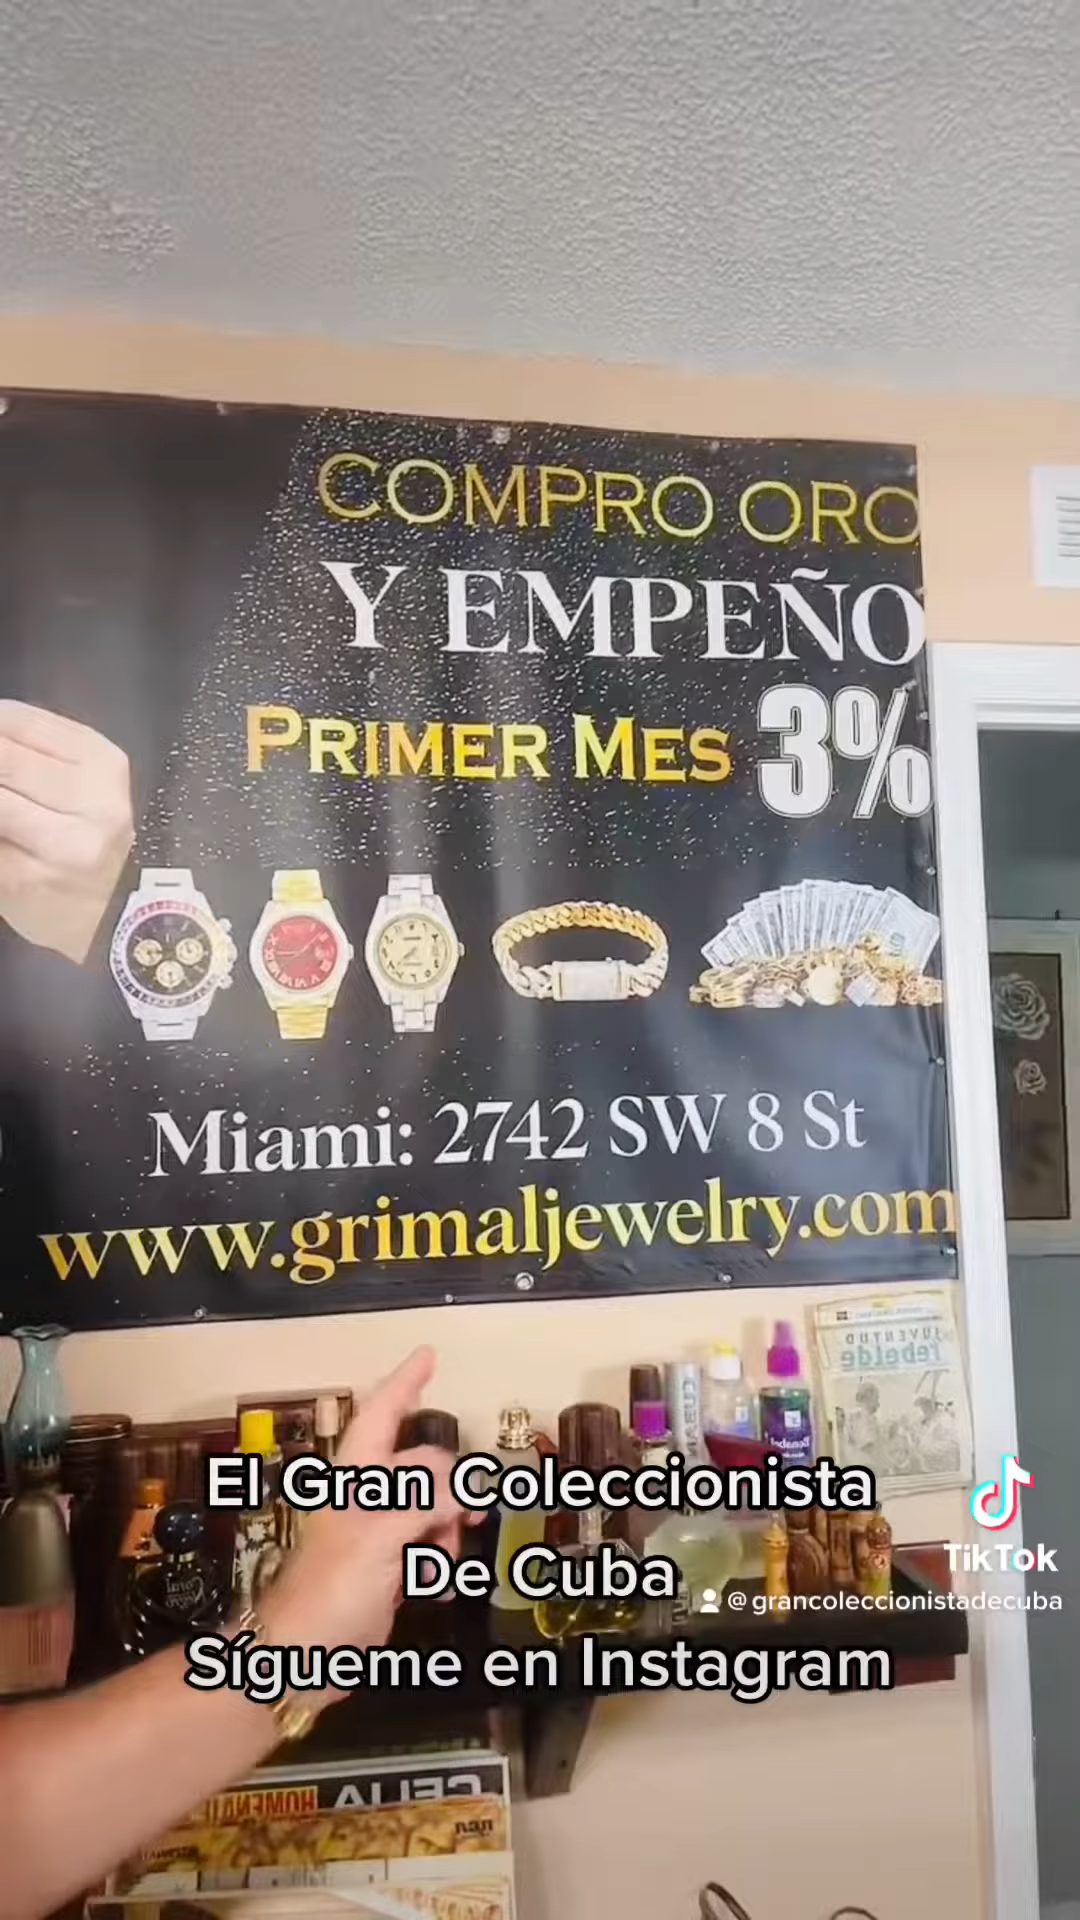 COMPRO ORO
Y EMPEÑO
PRIMER MES 3%
Miami: 2742 SW 8 St
www.grimaljewelry.com
JUVENTUD
rebelde
El Gran Coleccionista
De Cuba
Sígueme en Instagram
TikTok
@grancoleccionistadecuba
CELIA
RCA